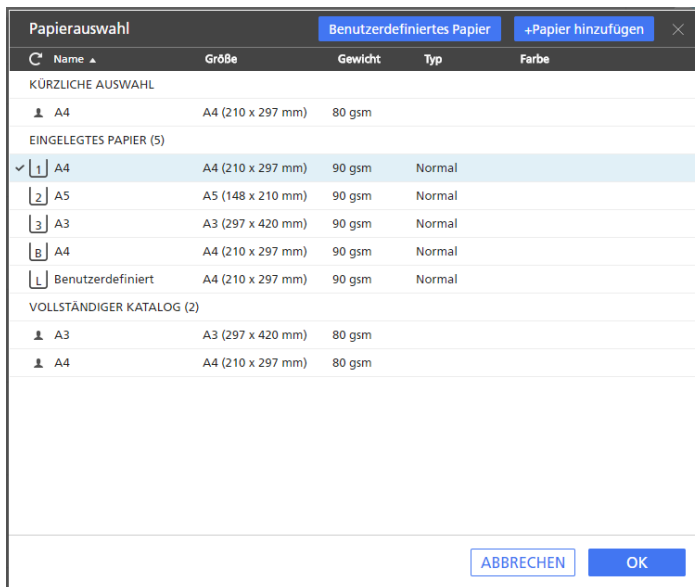 Papierauswahl Benutzerdefiniertes Papier +Papier hinzufügen
Name Größe Gewicht Typ Farbe
KÜRZLICHE AUSWAHL
A4 A4 (210 x 297 mm) 80 gsm
EINGELEGTES PAPIER (5)
1 A4 A4 (210 x 297 mm) 90 gsm Normal
2 A5 A5 (148 x 210 mm) 90 gsm Normal
3 A3 A3 (297 x 420 mm) 90 gsm Normal
B A4 A4 (210 x 297 mm) 90 gsm Normal
L Benutzerdefiniert A4 (210 x 297 mm) 90 gsm Normal
VOLLSTÄNDIGER KATALOG (2)
A3 A3 (297 x 420 mm) 80 gsm
A4 A4 (210 x 297 mm) 80 gsm
ABBRECHEN OK